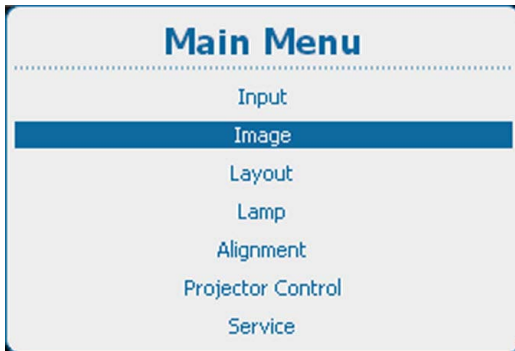 Main Menu
Input
Image
Layout
Lamp
Alignment
Projector Control
Service